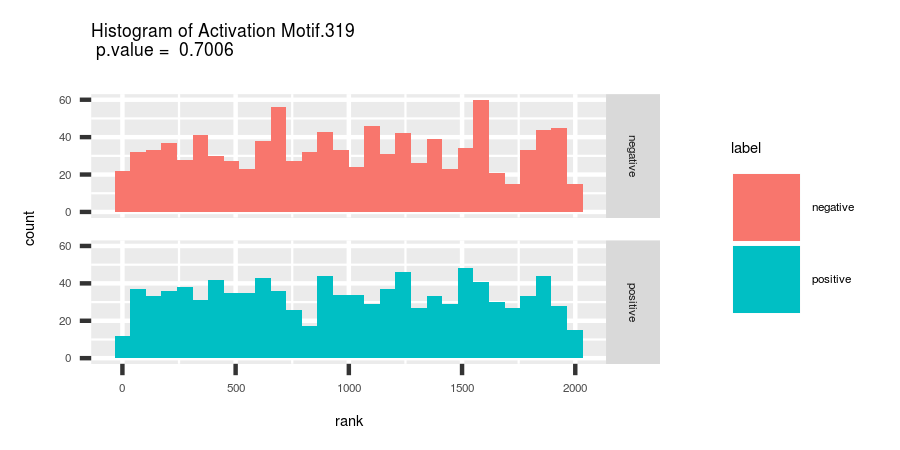 Histogram of Activation Motif.319
p.value =  0.7006
count
60
40
20
0
negative
60
40
20
0
positive
0
500
1000
1500
2000
rank
label
negative
positive